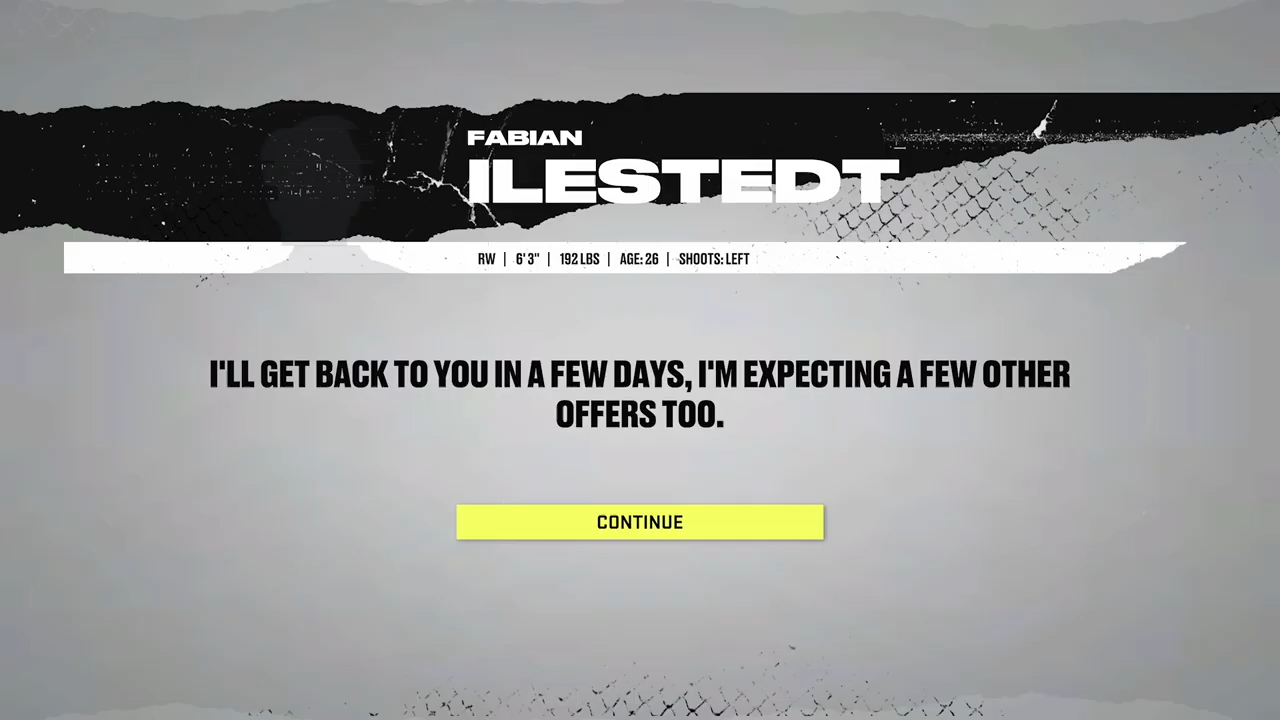 FABIAN
ILESTEDT
RW | 6'3" | 192 LBS | AGE: 26 | SHOOTS: LEFT
I'LL GET BACK TO YOU IN A FEW DAYS, I'M EXPECTING A FEW OTHER
OFFERS TOO.
CONTINUE